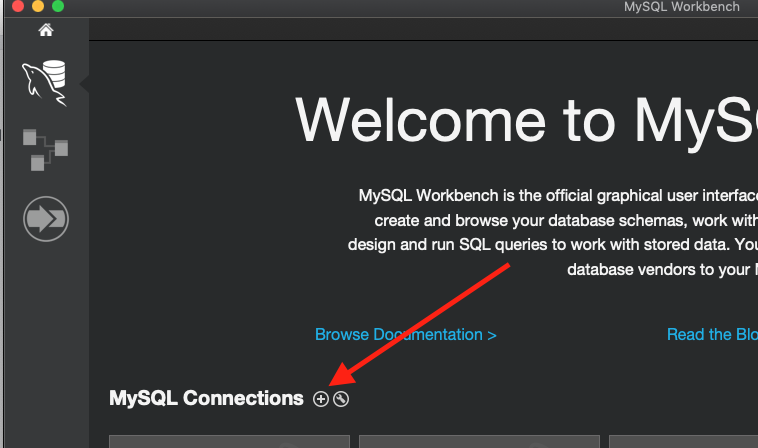 MySQL Workbench
Welcome to MyS
MySQL Workbench is the official graphical user interface
create and browse your database schemas, work with
design and run SQL queries to work with stored data. You
database vendors to your
Browse Documentation >
Read the Blo
MySQL Connections